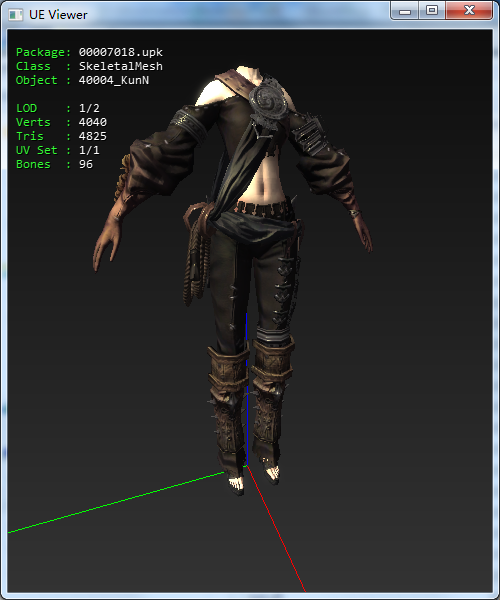 UE Viewer
Package: 00007018.upk
Class : SkeletalMesh
Object : 40004_KunN
LOD : 1/2
Verts : 4040
Tris : 4825
UV Set : 1/1
Bones : 96